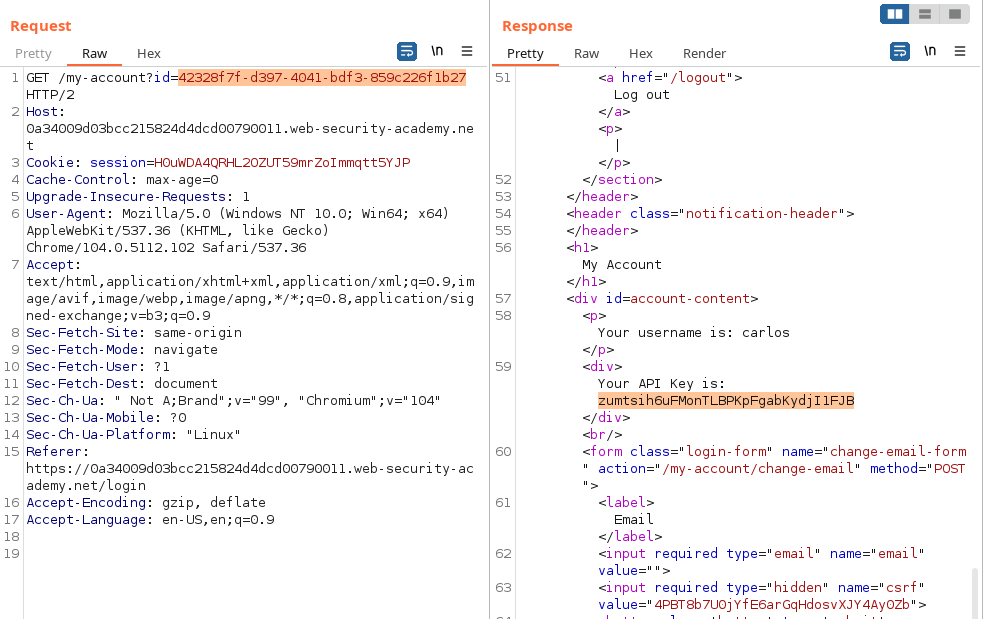 Request
Pretty Raw Hex \n
1 GET /my-account?id=42328f7f-d397-4041-bdf3-859c226f1b27
HTTP/2
2 Host:
0a34009d03bcc215824d4dcd00790011.web-security-academy.ne
t
3 Cookie: session=H0uWDA4QRHL20ZUT59mrZoImmqtt5YJP
4 Cache-Control: max-age=0
5 Upgrade-Insecure-Requests: 1
6 User-Agent: Mozilla/5.0 (Windows NT 10.0; Win64; x64)
AppleWebKit/537.36 (KHTML, like Gecko)
Chrome/104.0.5112.102 Safari/537.36
7 Accept:
text/html,application/xhtml+xml,application/xml;q=0.9,im
age/avif,image/webp,image/apng,*/*;q=0.8,application/sig
ned-exchange;v=b3;q=0.9
8 Sec-Fetch-Site: same-origin
9 Sec-Fetch-Mode: navigate
10 Sec-Fetch-User: ?1
11 Sec-Fetch-Dest: document
12 Sec-Ch-Ua: " Not A;Brand";v="99", "Chromium";v="104"
13 Sec-Ch-Ua-Mobile: ?0
14 Sec-Ch-Ua-Platform: "Linux"
15 Referer:
https://0a34009d03bcc215824d4dcd00790011.web-security-ac
ademy.net/login
16 Accept-Encoding: gzip, deflate
17 Accept-Language: en-US,en;q=0.9
18
19
Response
Pretty Raw Hex Render \n
51 <a href="/logout">
Log out
</a>
<p>
|
</p>
52 </section>
53 </header>
54 <header class="notification-header">
55 </header>
56 <h1>
My Account
</h1>
57 <div id=account-content>
58 <p>
Your username is: carlos
</p>
59 <div>
Your API Key is:
zumtsih6uFMonTLBPKpFgabKydjI1FJB
</div>
<br/>
60 <form class="login-form" name="change-email-form
" action="/my-account/change-email" method="POST
">
61 <label>
Email
</label>
62 <input required type="email" name="email"
value="">
63 <input required type="hidden" name="csrf"
value="4PBT8b7U0jYfE6arGqHdosvXJY4Ay0Zb">